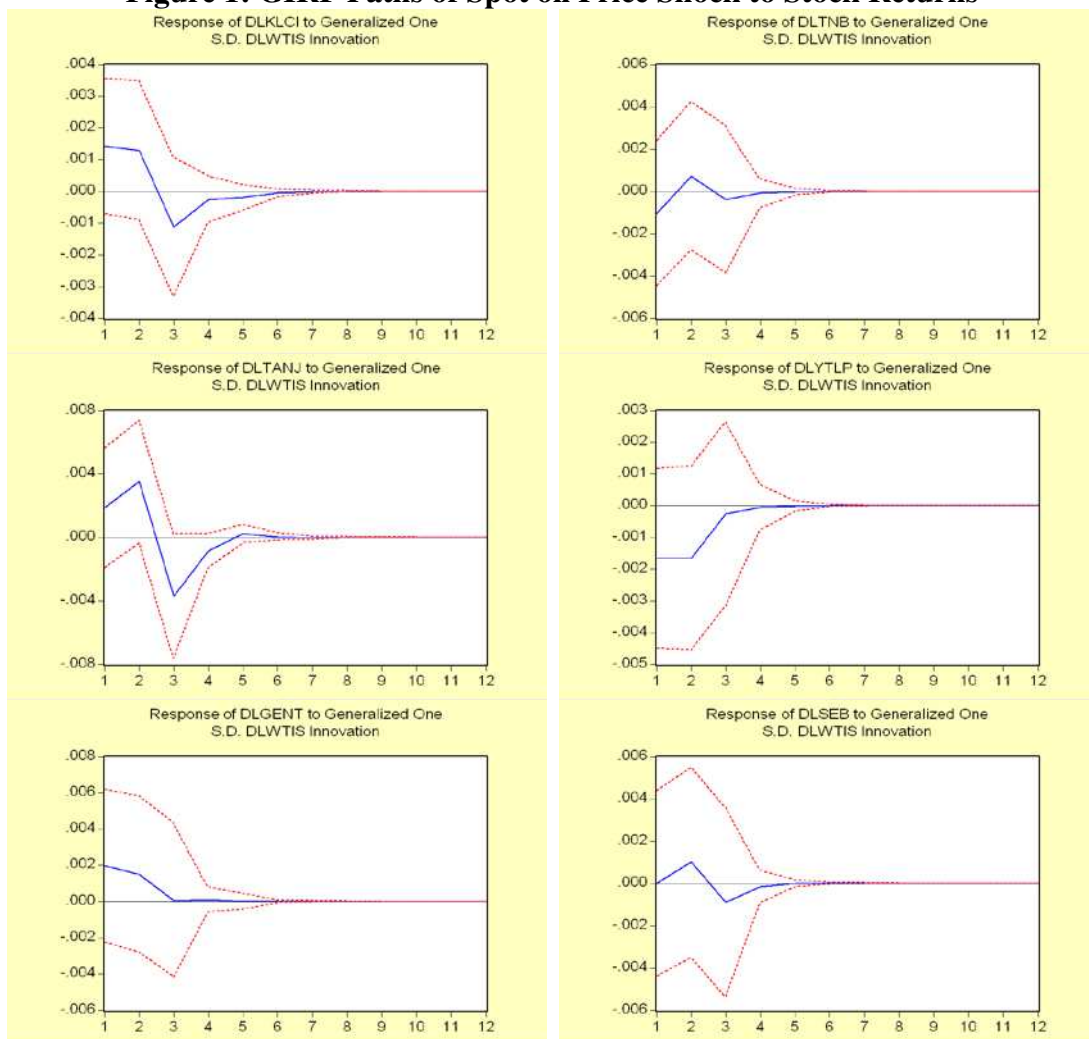 Figure 1: GIRF Paths of Spot oil Price Shock to Stock Returns
Response of DLKLCI to Generalized One
S.D. DLWTIS Innovation
.004
.003
.002
.001
.000
-.001
-.002
-.003
-.004
1 2 3 4 5 6 7 8 9 10 11 12
Response of DLTNB to Generalized One
S.D. DLWTIS Innovation
.006
.004
.002
.000
-.002
-.004
-.006
1 2 3 4 5 6 7 8 9 10 11 12
Response of DLTANJ to Generalized One
S.D. DLWTIS Innovation
.008
.004
.000
-.004
-.008
1 2 3 4 5 6 7 8 9 10 11 12
Response of DLYTLP to Generalized One
S.D. DLWTIS Innovation
.003
.002
.001
.000
-.001
-.002
-.003
-.004
-.005
1 2 3 4 5 6 7 8 9 10 11 12
Response of DLGENT to Generalized One
S.D. DLWTIS Innovation
.008
.006
.004
.002
.000
-.002
-.004
-.006
1 2 3 4 5 6 7 8 9 10 11 12
Response of DLSEB to Generalized One
S.D. DLWTIS Innovation
.006
.004
.002
.000
-.002
-.004
-.006
1 2 3 4 5 6 7 8 9 10 11 12